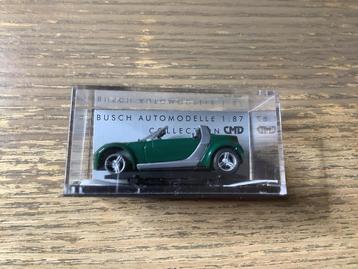 BUSCH AUTOMODELLE 1:87
COLLECTION CMD